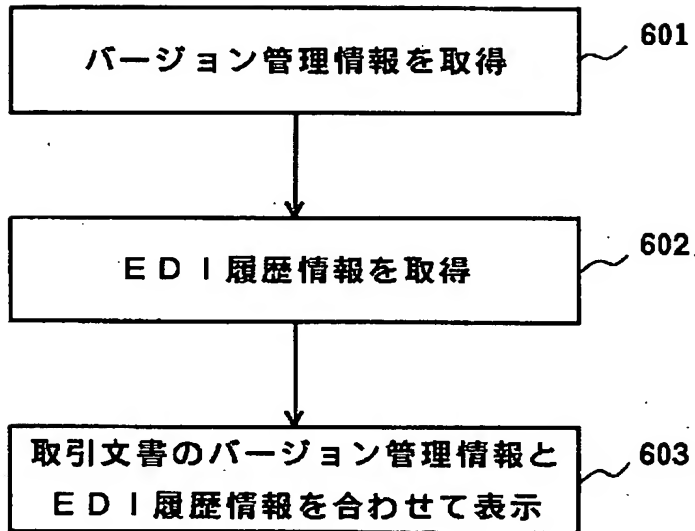 バージョン管理情報を取得
601
EDI履歴情報を取得
602
取引文書のバージョン管理情報と
EDI履歴情報を合わせて表示
603